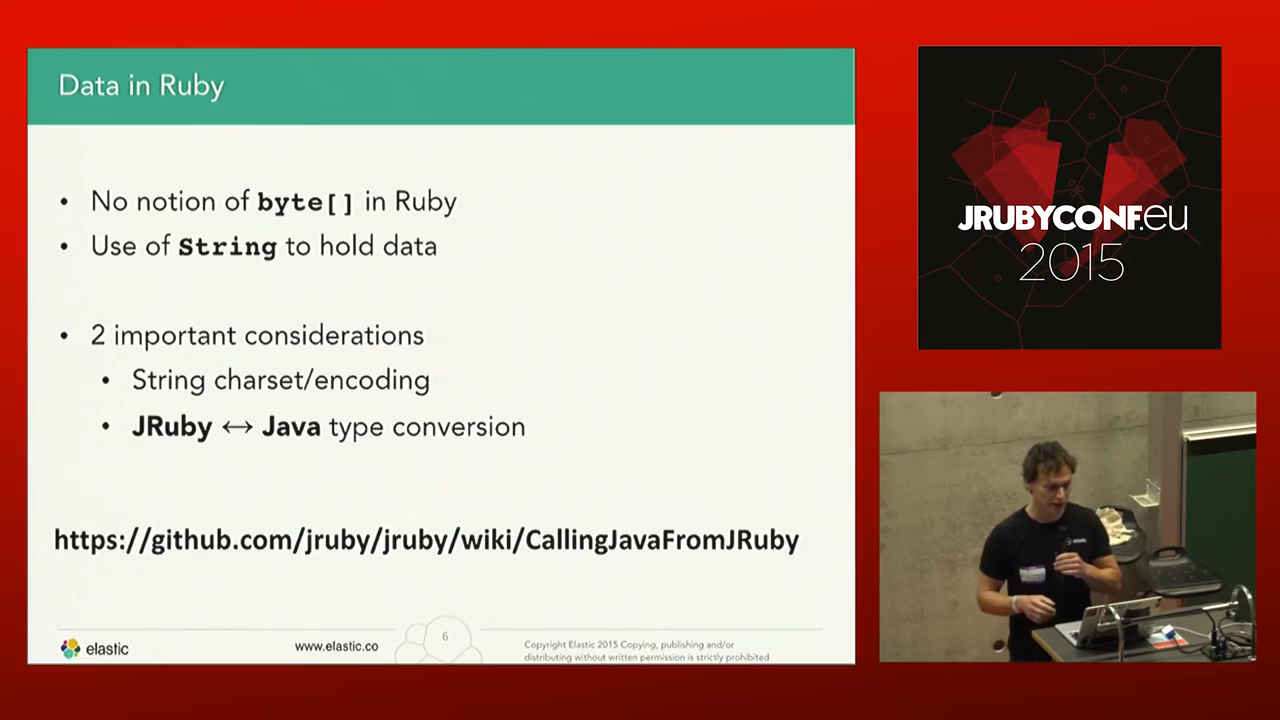 Data in Ruby
• No notion of byte[] in Ruby
• Use of String to hold data
• 2 important considerations
• String charset/encoding
• JRuby ↔ Java type conversion
https://github.com/jruby/jruby/wiki/CallingJavaFromJRuby
elastic
www.elastic.co
6
Copyright Elastic 2015 Copying, publishing and/or
distributing without written permission is strictly prohibited
JRUBYCONF.eu
2015